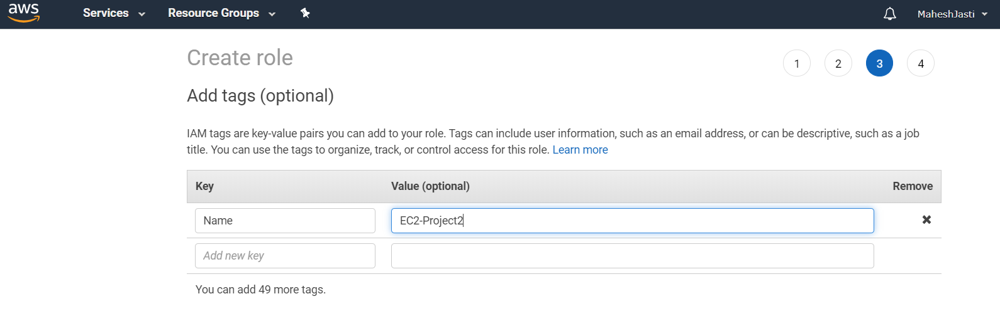 aws Services Resource Groups MaheshJasti
Create role
1 2 3 4
Add tags (optional)
IAM tags are key-value pairs you can add to your role. Tags can include user information, such as an email address, or can be descriptive, such as a job
title. You can use the tags to organize, track, or control access for this role. Learn more
Key Value (optional) Remove
Name EC2-Project2
Add new key
You can add 49 more tags.